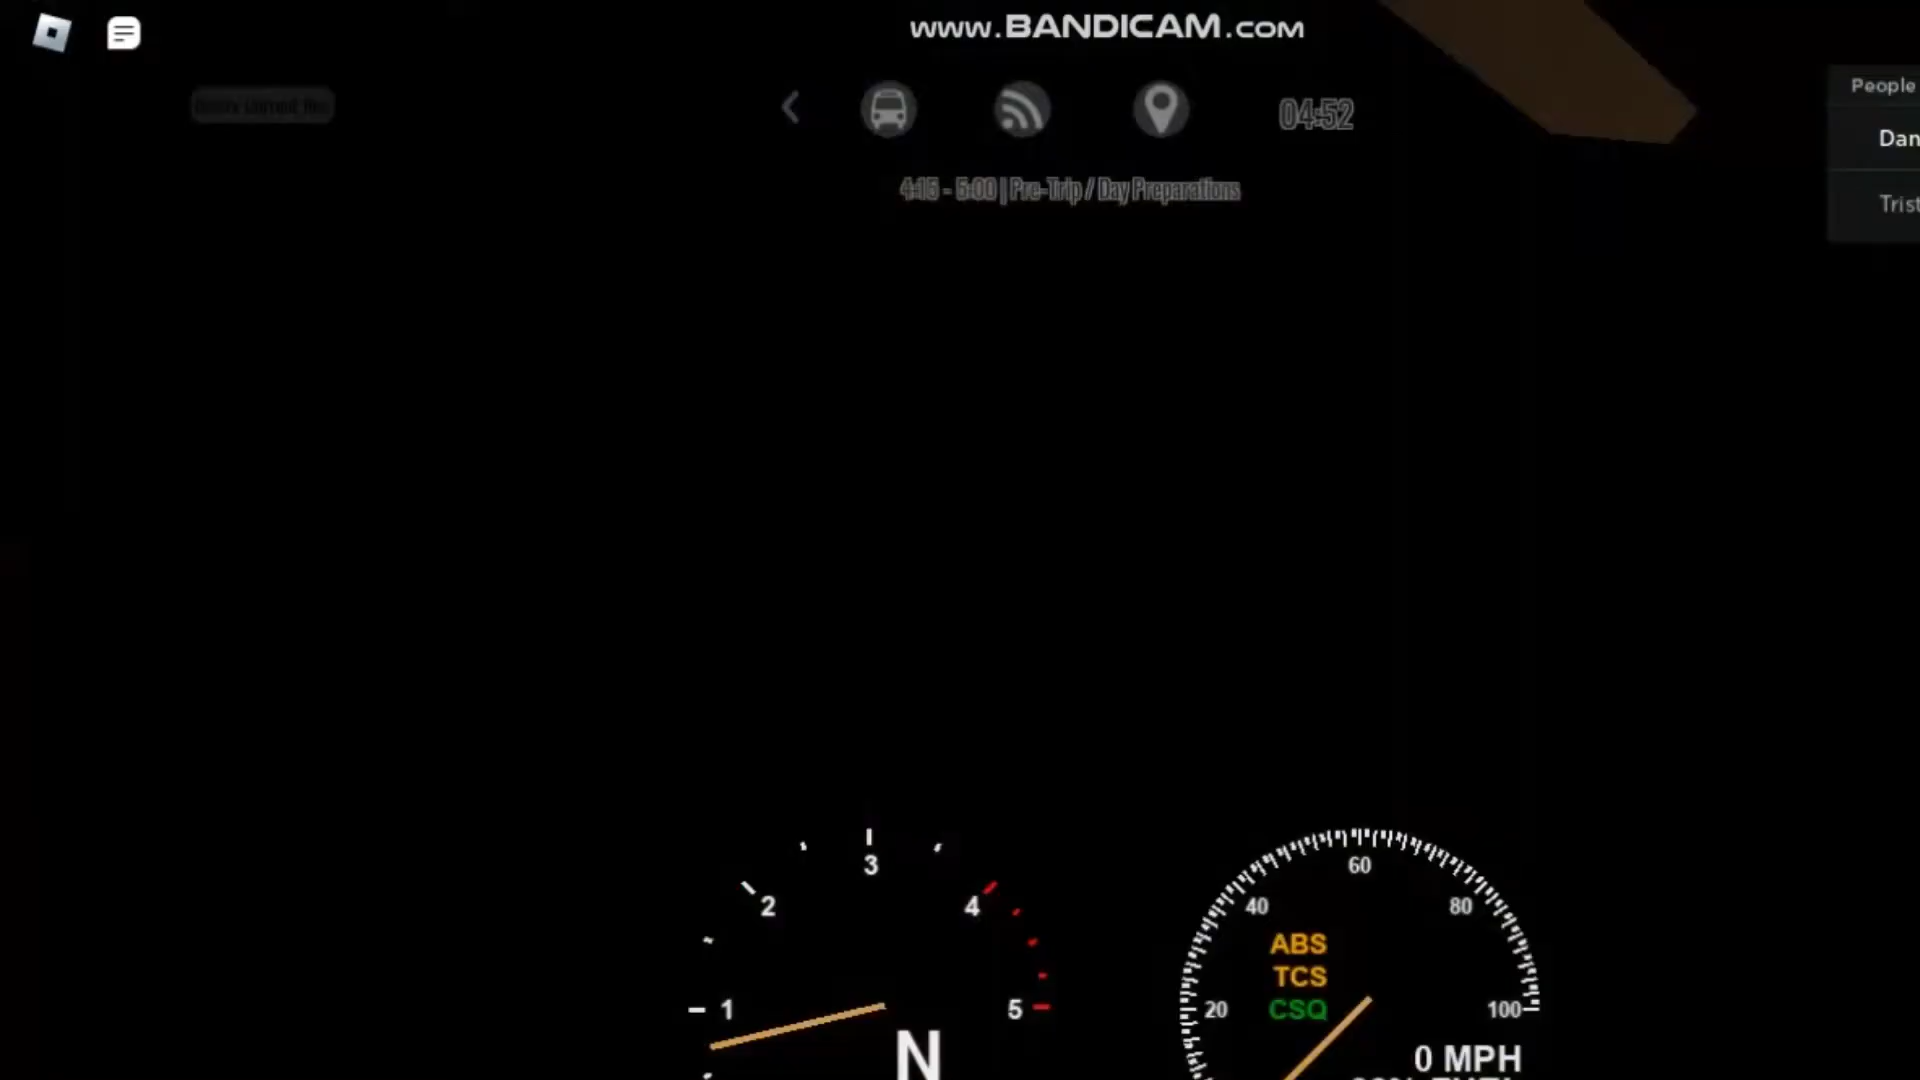 www.BANDICAM.com
04:52
4:15 - 5:00 | Pre-Trip / Day Preparations
People
Dan
Trist
1
2
3
4
5
N
20
40
60
80
100
ABS
TCS
CSQ
0 MPH